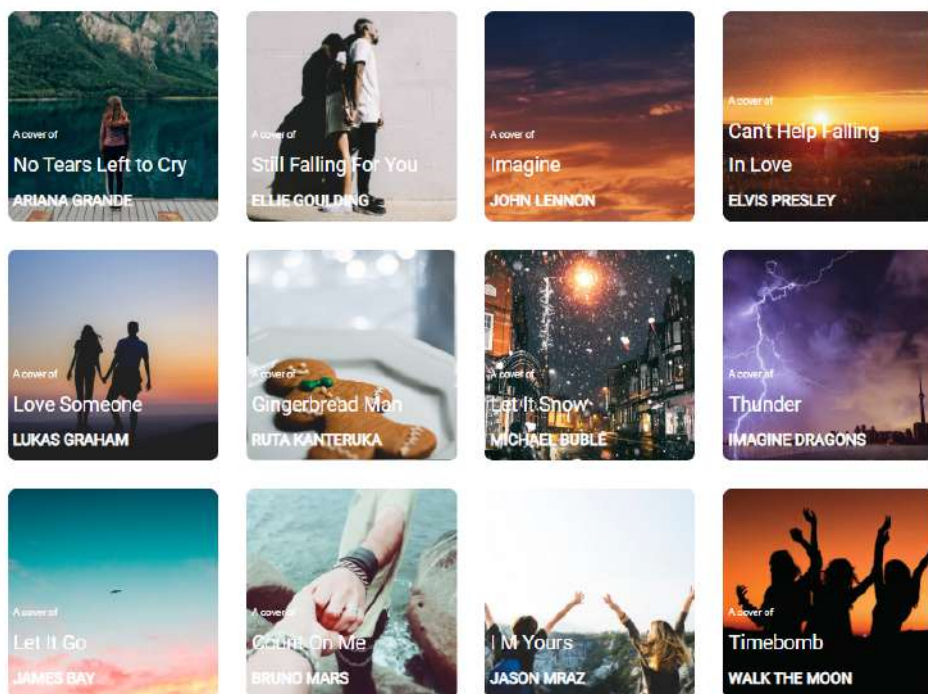 A cover of
No Tears Left to Cry
ARIANA GRANDE
A cover of
Still Falling For You
ELLIE GOULDING
A cover of
Imagine
JOHN LENNON
A cover of
Can't Help Falling
In Love
ELVIS PRESLEY
A cover of
Love Someone
LUKAS GRAHAM
A cover of
Gingerbread Man
RUTA KANTERUKA
A cover of
Let It Snow
MICHAEL BUBLÉ
A cover of
Thunder
IMAGINE DRAGONS
A cover of
Let It Go
JAMES BAY
A cover of
Count On Me
BRUNO MARS
I M Yours
JASON MRAZ
A cover of
Timebomb
WALK THE MOON